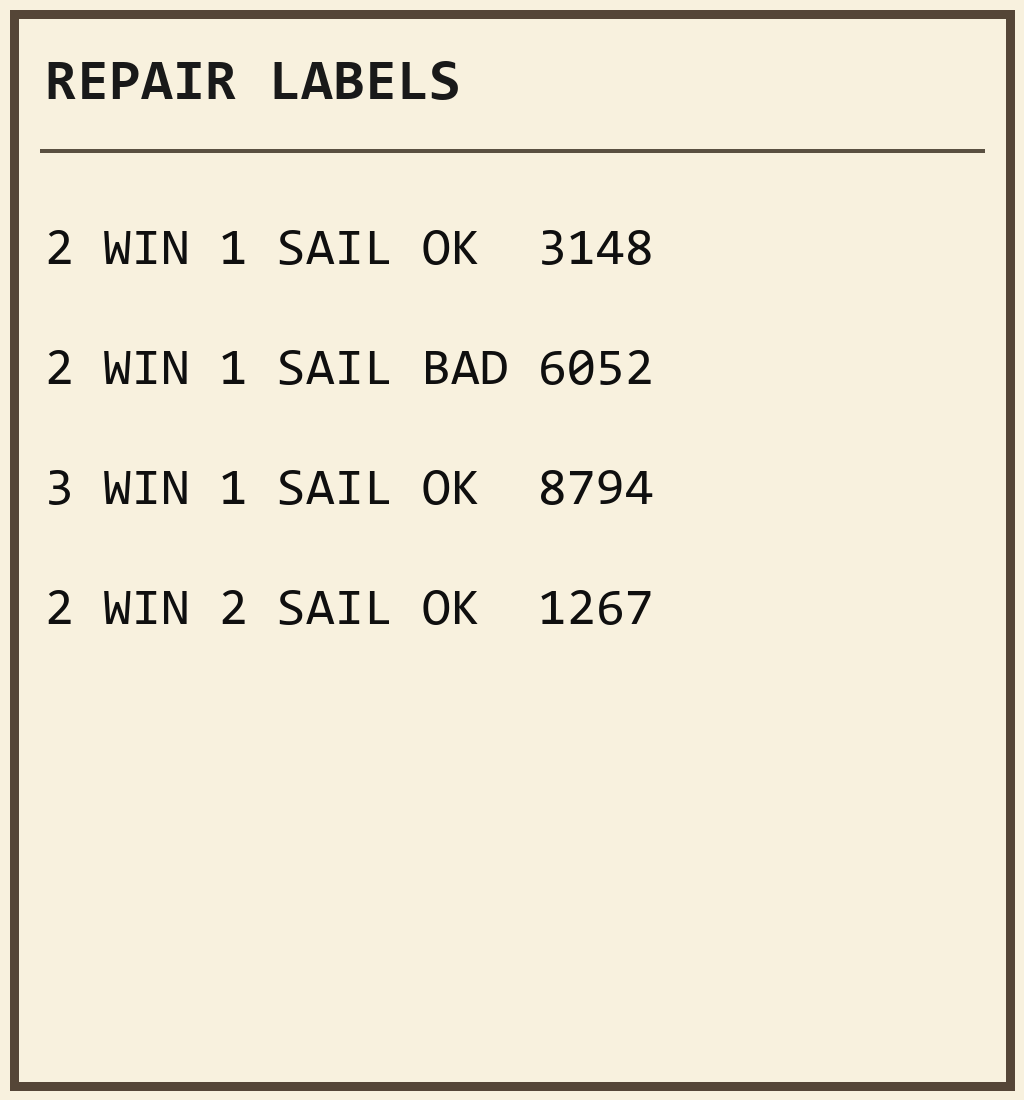 REPAIR LABELS
2 WIN 1 SAIL OK  3148
2 WIN 1 SAIL BAD 6052
3 WIN 1 SAIL OK  8794
2 WIN 2 SAIL OK  1267